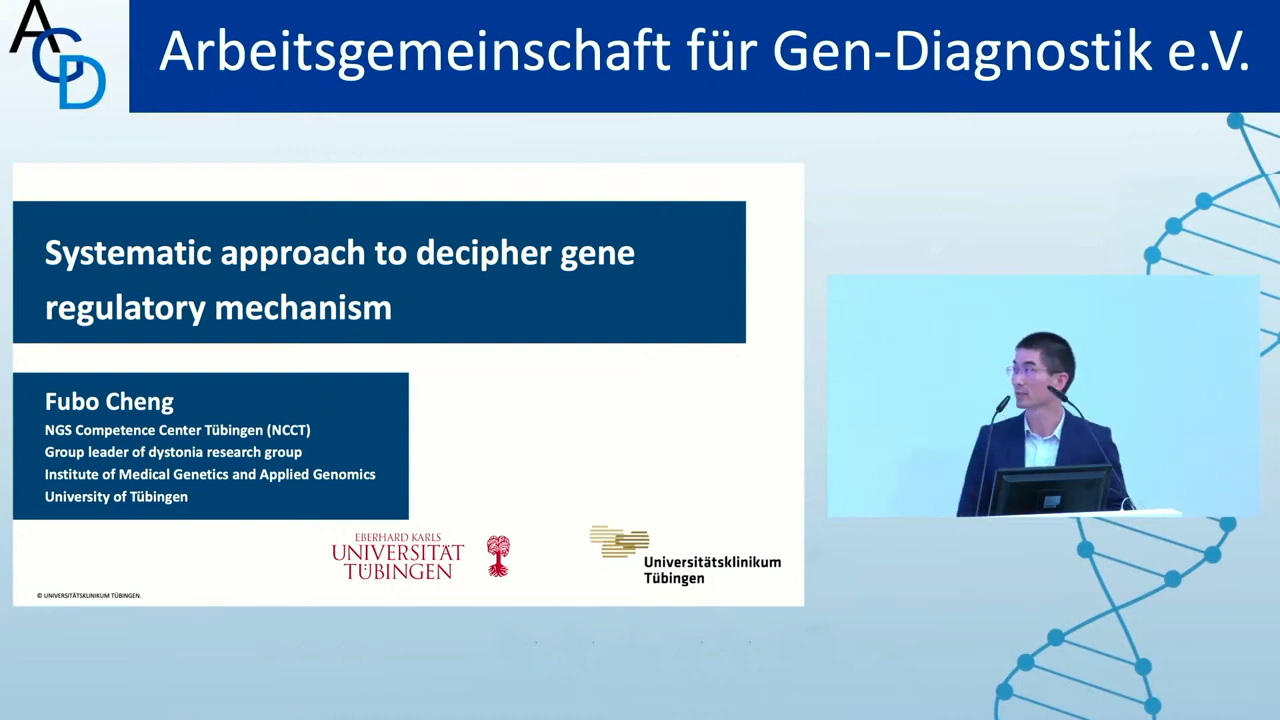 AGD
Arbeitsgemeinschaft für Gen-Diagnostik e.V.
Systematic approach to decipher gene
regulatory mechanism
Fubo Cheng
NGS Competence Center Tübingen (NCCT)
Group leader of dystonia research group
Institute of Medical Genetics and Applied Genomics
University of Tübingen
EBERHARD KARLS
UNIVERSITÄT
TÜBINGEN
Universitätsklinikum
Tübingen
© UNIVERSITÄTSKLINIKUM TÜBINGEN.